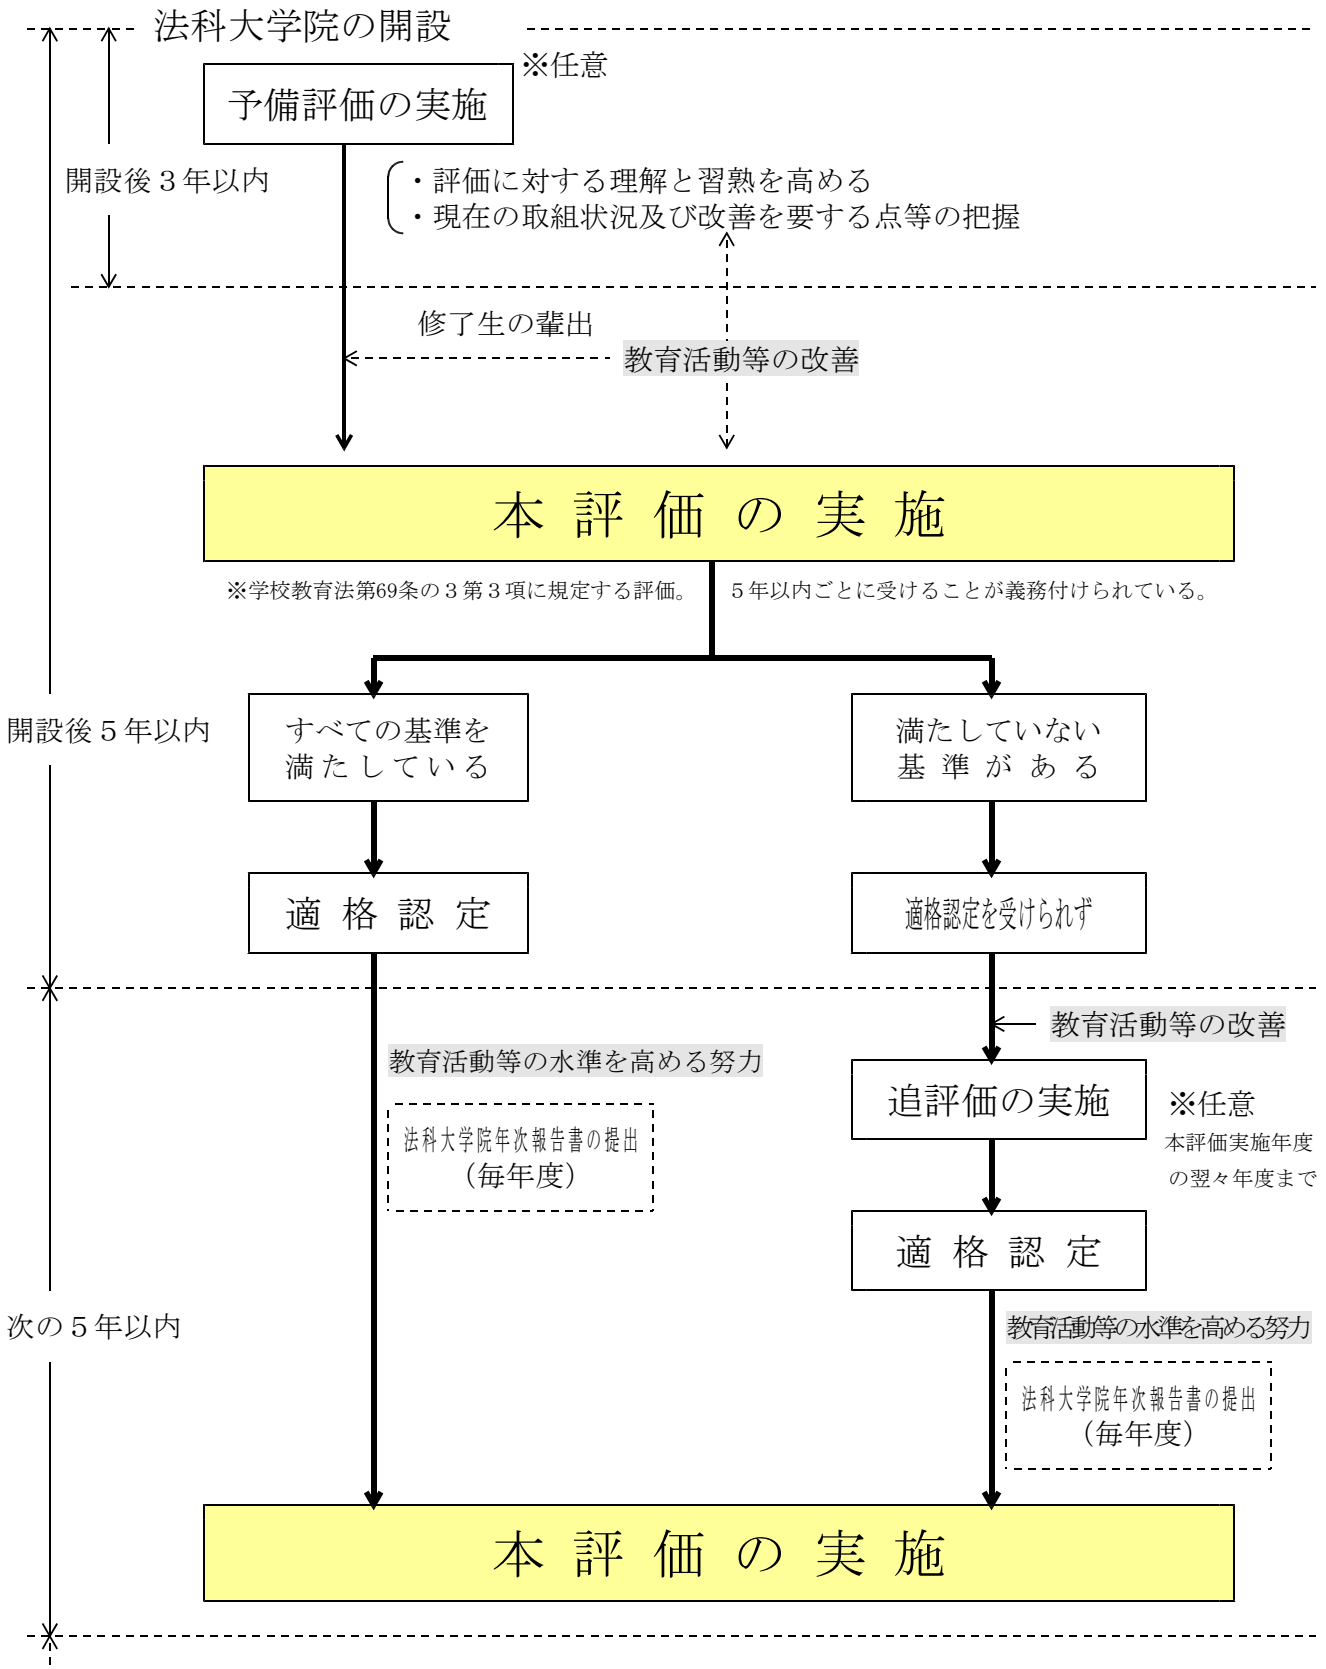 法科大学院の開設
※任意
予備評価の実施
開設後３年以内
・評価に対する理解と習熟を高める
・現在の取組状況及び改善を要する点等の把握
修了生の輩出
教育活動等の改善
本評価の実施
※学校教育法第69条の３第３項に規定する評価。 ５年以内ごとに受けることが義務付けられている。
開設後５年以内
すべての基準を
満たしている
満たしていない
基準がある
適格認定
適格認定を受けられず
教育活動等の改善
教育活動等の水準を高める努力
法科大学院年次報告書の提出
（毎年度）
追評価の実施
※任意
本評価実施年度
の翌々年度まで
適格認定
次の５年以内
教育活動等の水準を高める努力
法科大学院年次報告書の提出
（毎年度）
本評価の実施